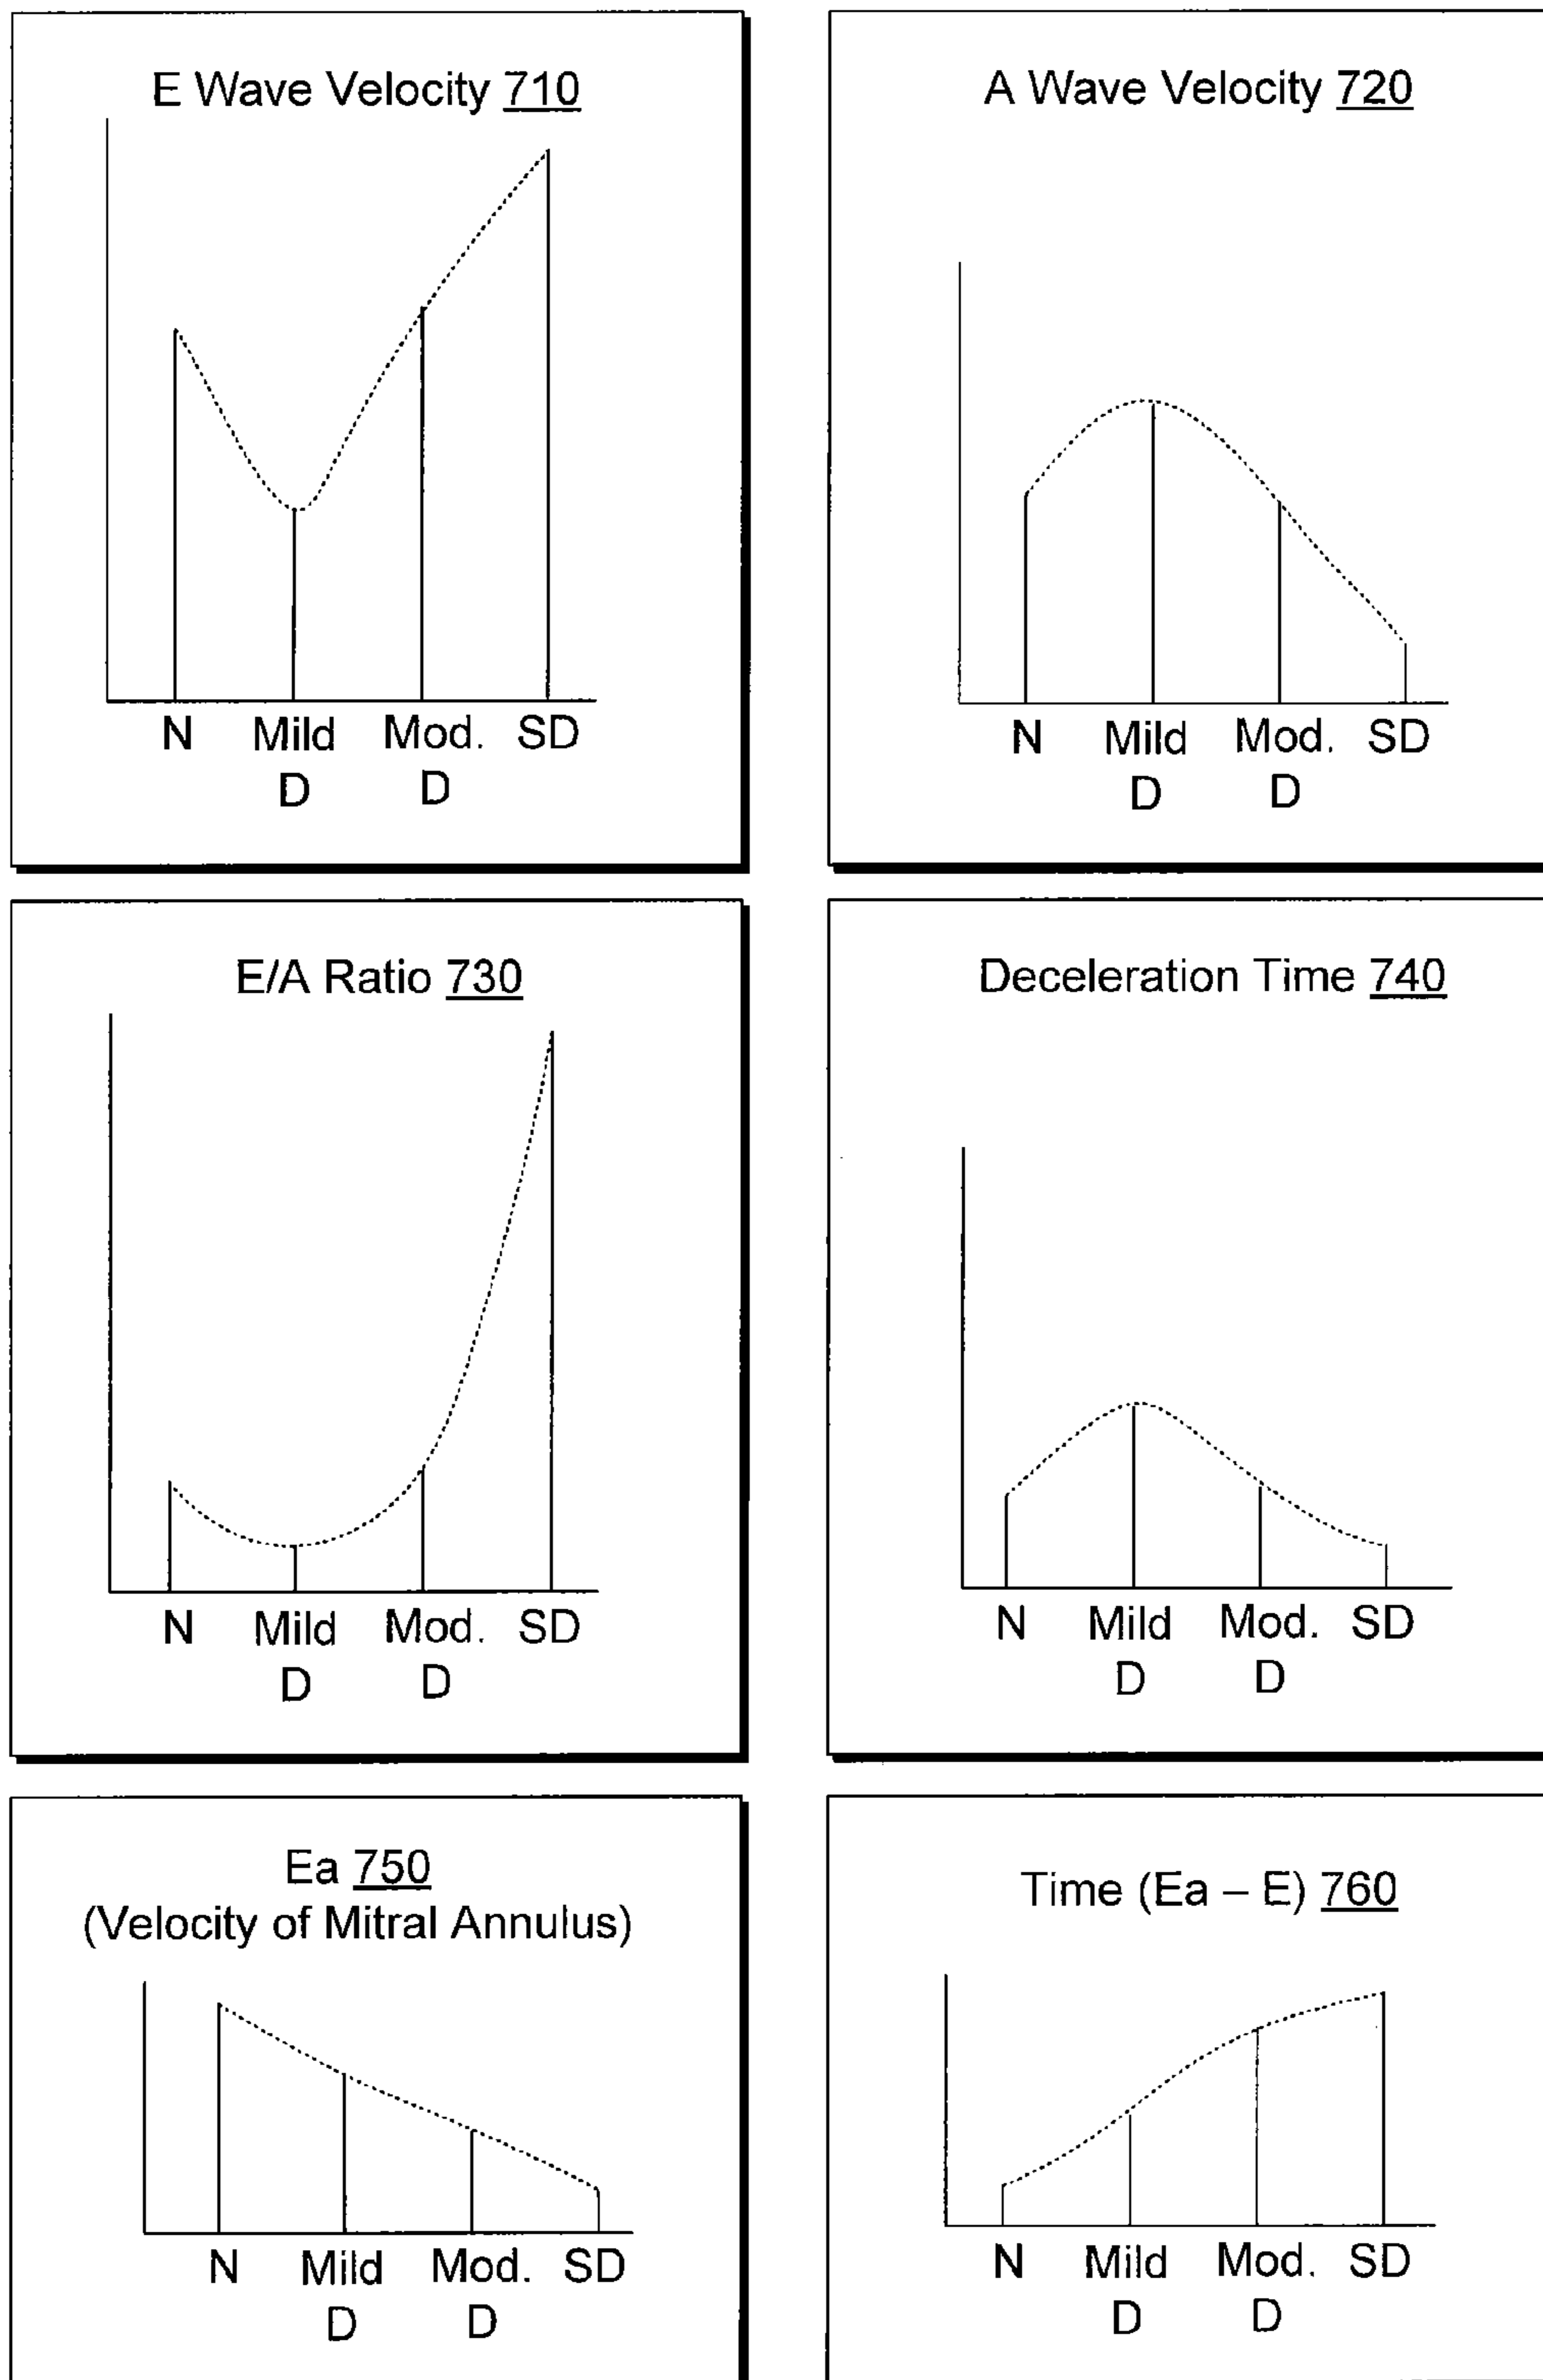 E Wave Velocity 710
N Mild Mod. SD
D D
A Wave Velocity 720
N Mild Mod. SD
D D
E/A Ratio 730
N Mild Mod. SD
D D
Deceleration Time 740
N Mild Mod. SD
D D
Ea 750
(Velocity of Mitral Annulus)
N Mild Mod. SD
D D
Time (Ea – E) 760
N Mild Mod. SD
D D